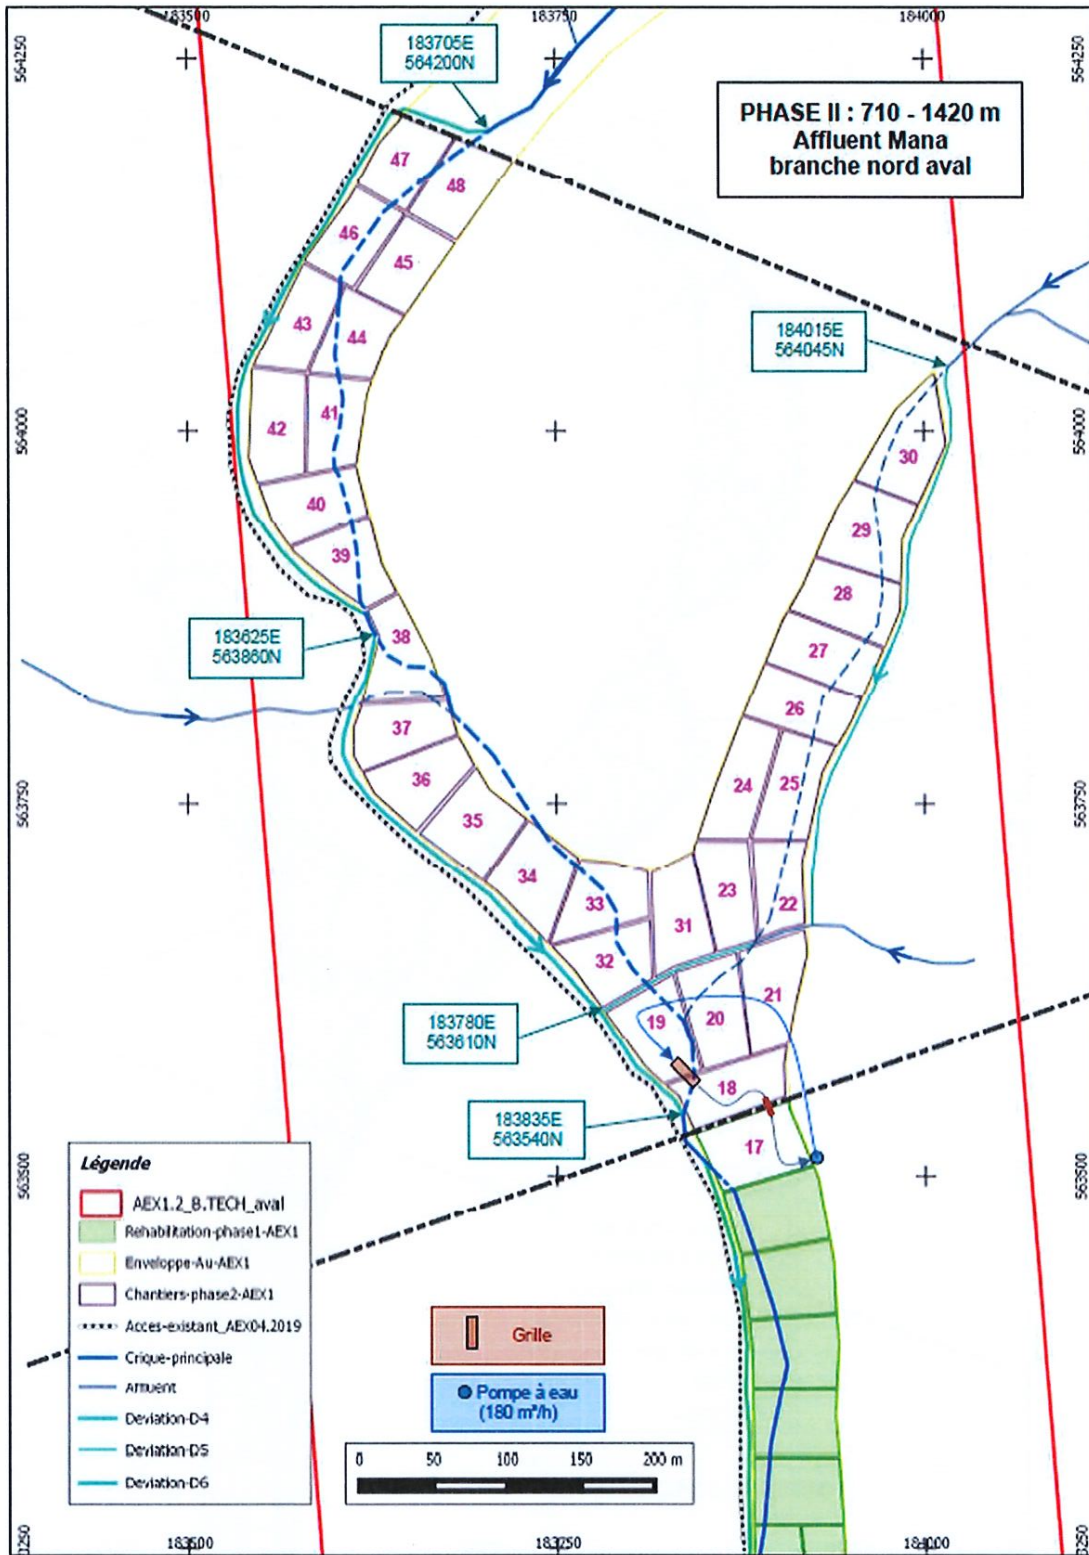 183500
183750
184000
564250
564250
183705E
564200N
PHASE II : 710 - 1420 m
Affluent Mana
branche nord aval
47
48
46
45
43
44
184015E
564045N
564000
564000
42
41
30
40
29
39
28
183625E
563860N
38
27
26
37
36
24
25
563750
563750
35
34
23
33
22
31
32
21
183780E
563610N
19
20
18
183835E
563540N
17
563500
563500
Légende
AEX1.2_B.TECH_aval
Rehabilitation-phase1-AEX1
Enveloppe-Au-AEX1
Chantiers-phase2-AEX1
Acces-existant_AEX04.2019
Crique-principale
Affluent
Deviation-D4
Deviation-D5
Deviation-D6
Grille
Pompe à eau
(180 m³/h)
0 50 100 150 200 m
183500
183250